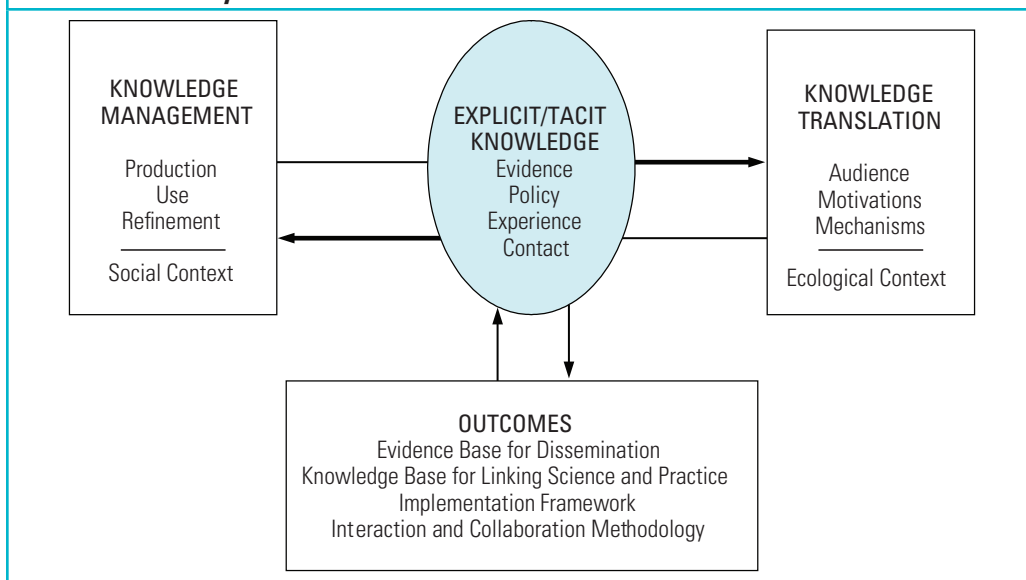 KNOWLEDGE
MANAGEMENT
Production
Use
Refinement
Social Context
EXPLICIT/TACIT
KNOWLEDGE
Evidence
Policy
Experience
Contact
KNOWLEDGE
TRANSLATION
Audience
Motivations
Mechanisms
Ecological Context
OUTCOMES
Evidence Base for Dissemination
Knowledge Base for Linking Science and Practice
Implementation Framework
Interaction and Collaboration Methodology